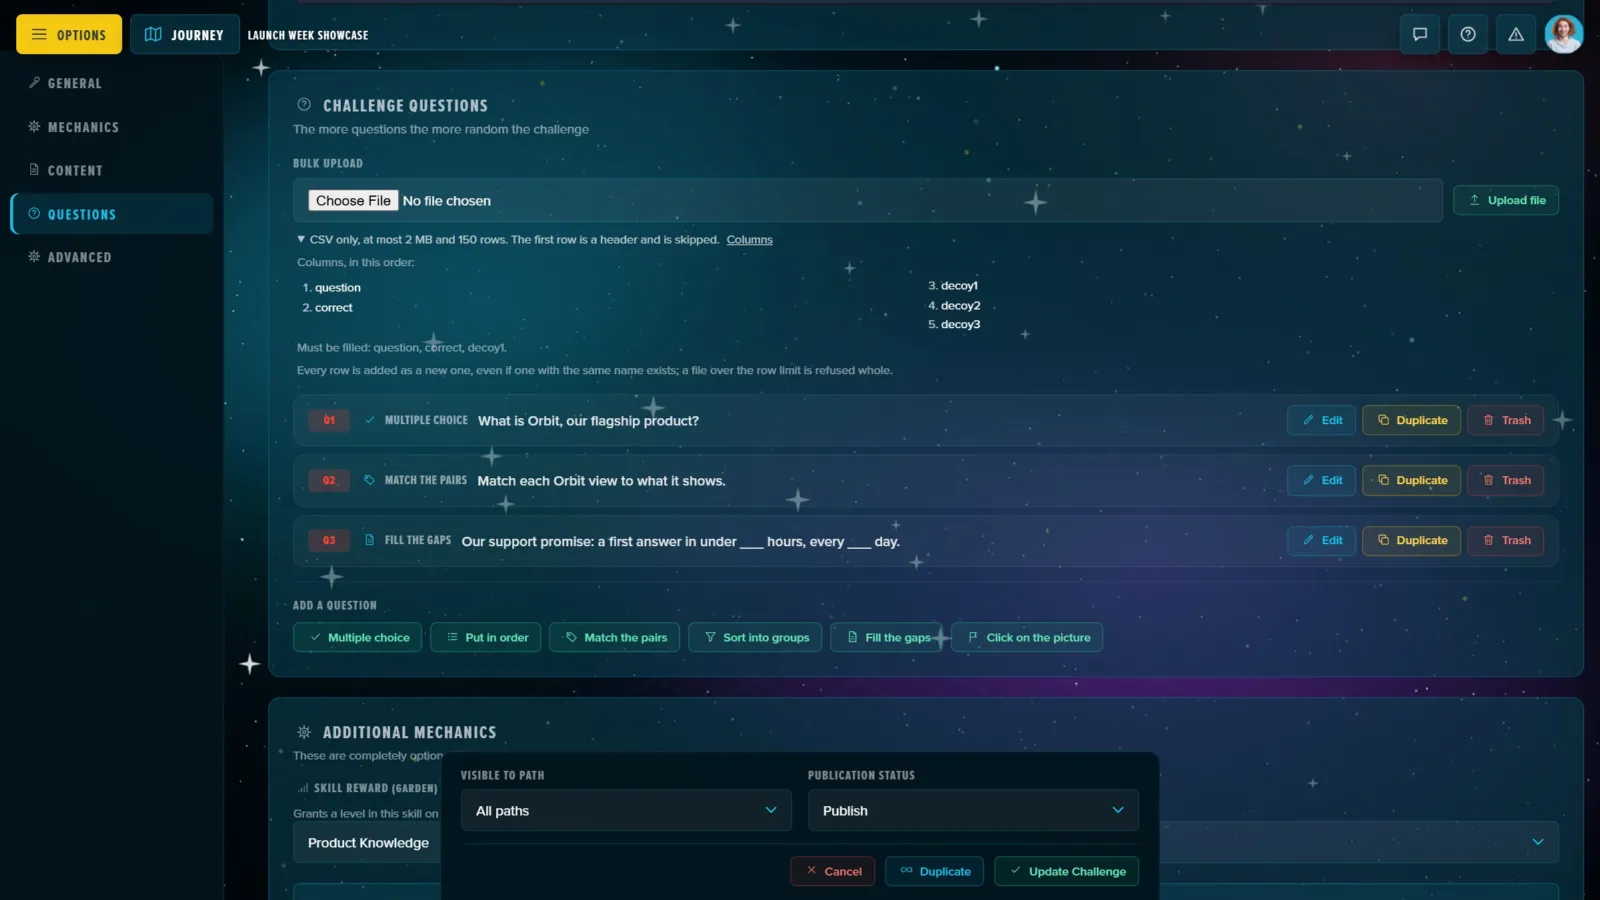 OPTIONS
JOURNEY
LAUNCH WEEK SHOWCASE
GENERAL
MECHANICS
CONTENT
QUESTIONS
ADVANCED
CHALLENGE QUESTIONS
The more questions the more random the challenge
BULK UPLOAD
Choose File No file chosen
Upload file
▼ CSV only, at most 2 MB and 150 rows. The first row is a header and is skipped. Columns
Columns, in this order:
1. question
2. correct
3. decoy1
4. decoy2
5. decoy3
Must be filled: question, correct, decoy1.
Every row is added as a new one, even if one with the same name exists; a file over the row limit is refused whole.
Q1 MULTIPLE CHOICE What is Orbit, our flagship product? Edit Duplicate Trash
Q2 MATCH THE PAIRS Match each Orbit view to what it shows. Edit Duplicate Trash
Q3 FILL THE GAPS Our support promise: a first answer in under ___ hours, every ___ day. Edit Duplicate Trash
ADD A QUESTION
Multiple choice Put in order Match the pairs Sort into groups Fill the gaps Click on the picture
ADDITIONAL MECHANICS
These are completely option
SKILL REWARD (GARDEN)
Grants a level in this skill on
Product Knowledge
VISIBLE TO PATH
All paths
PUBLICATION STATUS
Publish
Cancel Duplicate Update Challenge